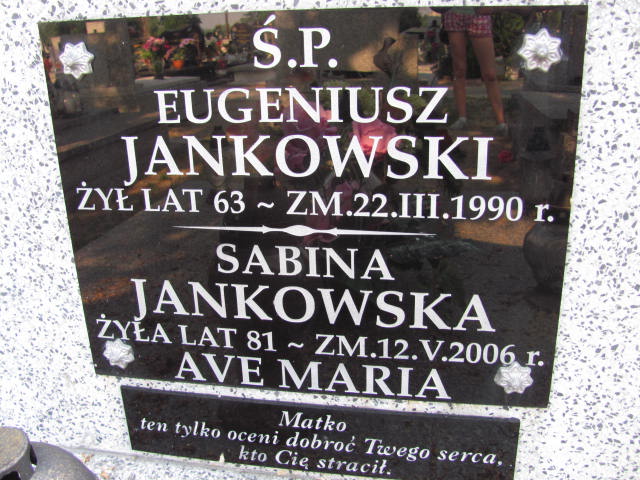 Ś.P.
EUGENIUSZ
JANKOWSKI
ŻYŁ LAT 63 ~ ZM.22.III.1990 r.
SABINA
JANKOWSKA
ŻYŁA LAT 81 ~ ZM.12.V.2006 r.
AVE MARIA
Matko
ten tylko oceni dobroć Twego serca,
kto Cię stracił.